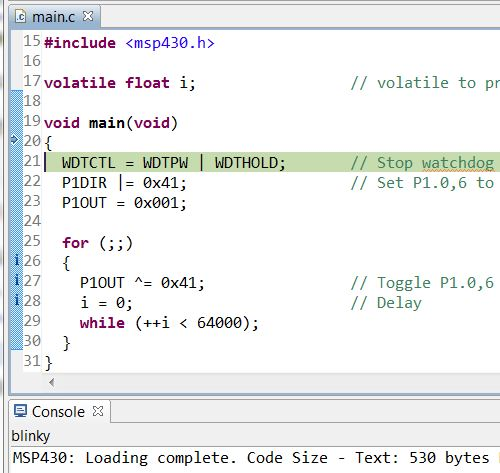 main.c
15 #include <msp430.h>
16
17 volatile float i; // volatile to pr
18
19 void main(void)
20 {
21 WDTCTL = WDTPW | WDTHOLD; // Stop watchdog
22 P1DIR |= 0x41; // Set P1.0,6 to
23 P1OUT = 0x001;
24
25 for (;;)
26 {
27 P1OUT ^= 0x41; // Toggle P1.0,6
28 i = 0; // Delay
29 while (++i < 64000);
30 }
31 }
Console
blinky
MSP430: Loading complete. Code Size - Text: 530 bytes